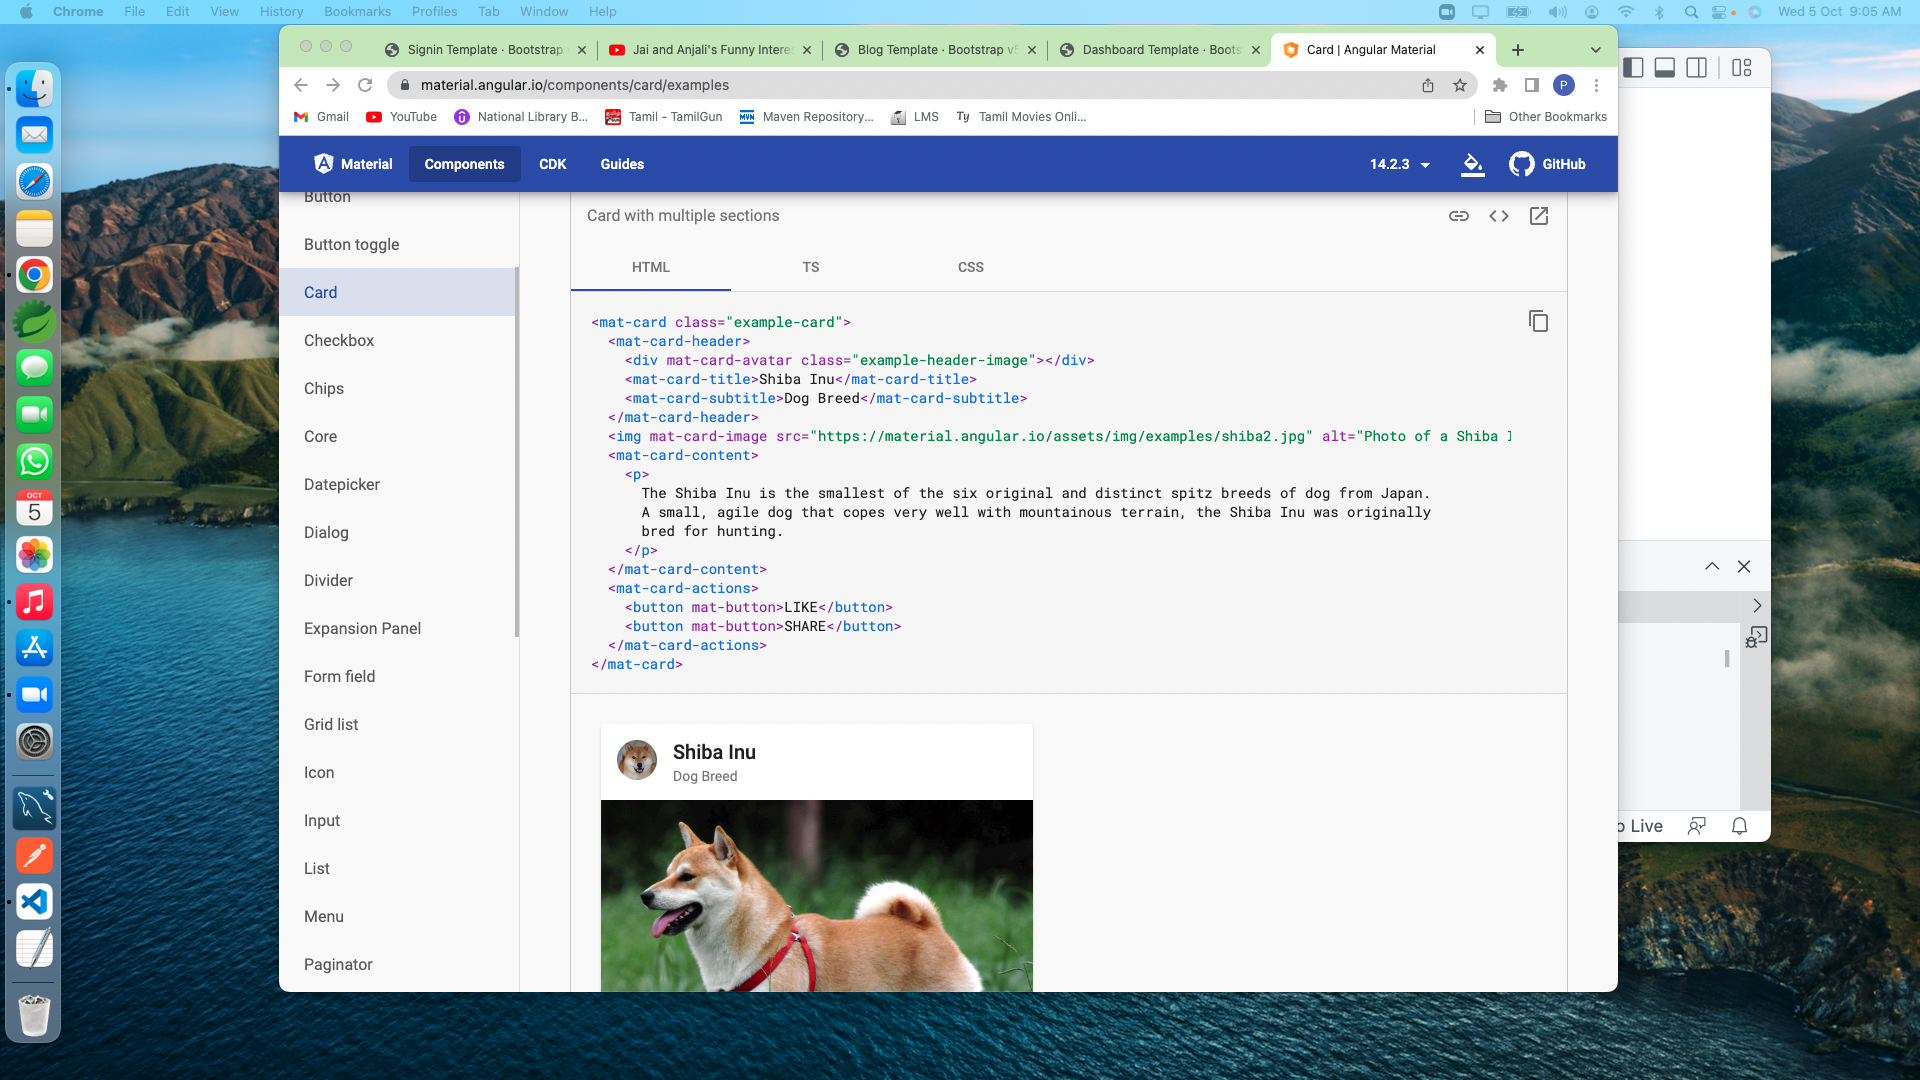 Chrome File Edit View History Bookmarks Profiles Tab Window Help Wed 5 Oct 9:05 AM
Signin Template · Bootstrap Jai and Anjali's Funny Intere Blog Template · Bootstrap v5 Dashboard Template · Boots Card | Angular Material
material.angular.io/components/card/examples P
Gmail YouTube National Library B... Tamil - TamilGun Maven Repository... LMS Ty Tamil Movies Onli... Other Bookmarks
Material Components CDK Guides 14.2.3 GitHub
Button
Button toggle
Card
Checkbox
Chips
Core
Datepicker
Dialog
Divider
Expansion Panel
Form field
Grid list
Icon
Input
List
Menu
Paginator
Card with multiple sections
HTML TS CSS
<mat-card class="example-card">
<mat-card-header>
<div mat-card-avatar class="example-header-image"></div>
<mat-card-title>Shiba Inu</mat-card-title>
<mat-card-subtitle>Dog Breed</mat-card-subtitle>
</mat-card-header>
<img mat-card-image src="https://material.angular.io/assets/img/examples/shiba2.jpg" alt="Photo of a Shiba
<mat-card-content>
<p>
The Shiba Inu is the smallest of the six original and distinct spitz breeds of dog from Japan.
A small, agile dog that copes very well with mountainous terrain, the Shiba Inu was originally
bred for hunting.
</p>
</mat-card-content>
<mat-card-actions>
<button mat-button>LIKE</button>
<button mat-button>SHARE</button>
</mat-card-actions>
</mat-card>
Shiba Inu
Dog Breed
o Live
OCT
5